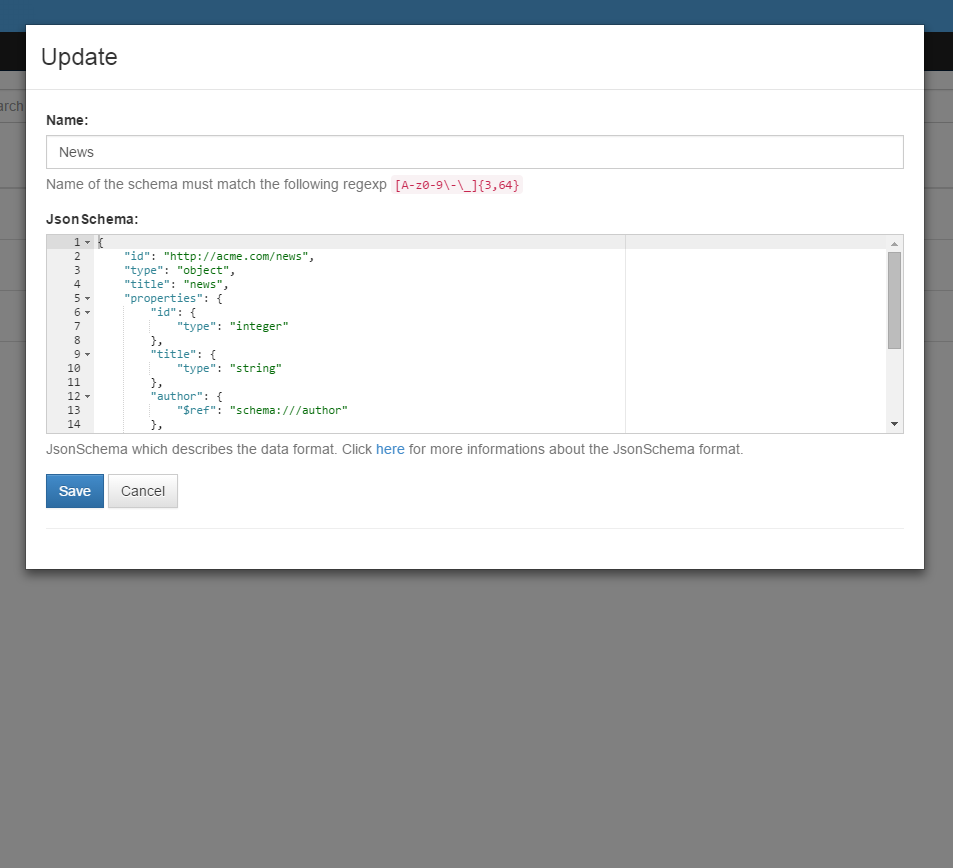 Update
arch
Name:
News
Name of the schema must match the following regexp [A-z0-9\-\_]{3,64}
JsonSchema:
1 {
2 "id": "http://acme.com/news",
3 "type": "object",
4 "title": "news",
5 "properties": {
6 "id": {
7 "type": "integer"
8 },
9 "title": {
10 "type": "string"
11 },
12 "author": {
13 "$ref": "schema:///author"
14 },
JsonSchema which describes the data format. Click here for more informations about the JsonSchema format.
Save Cancel